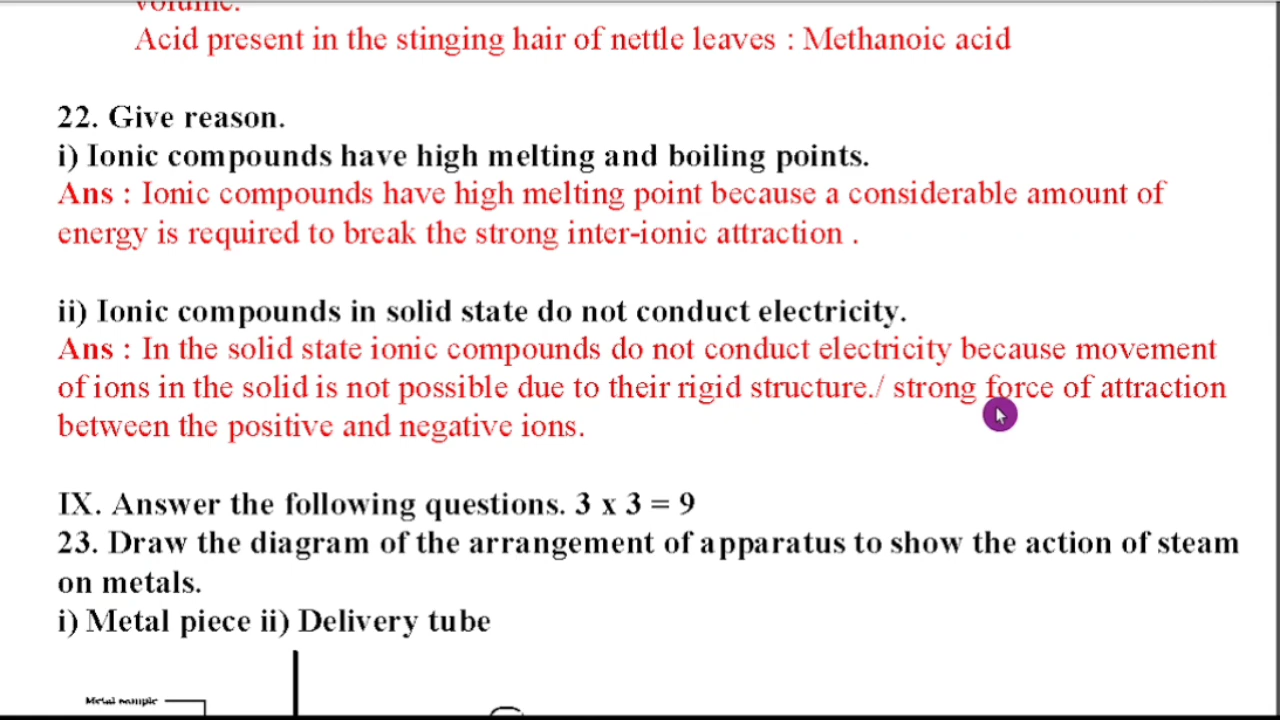 volume.
Acid present in the stinging hair of nettle leaves : Methanoic acid
22. Give reason.
i) Ionic compounds have high melting and boiling points.
Ans : Ionic compounds have high melting point because a considerable amount of
energy is required to break the strong inter-ionic attraction .
ii) Ionic compounds in solid state do not conduct electricity.
Ans : In the solid state ionic compounds do not conduct electricity because movement
of ions in the solid is not possible due to their rigid structure./ strong force of attraction
between the positive and negative ions.
IX. Answer the following questions. 3 x 3 = 9
23. Draw the diagram of the arrangement of apparatus to show the action of steam
on metals.
i) Metal piece ii) Delivery tube
Metal sample